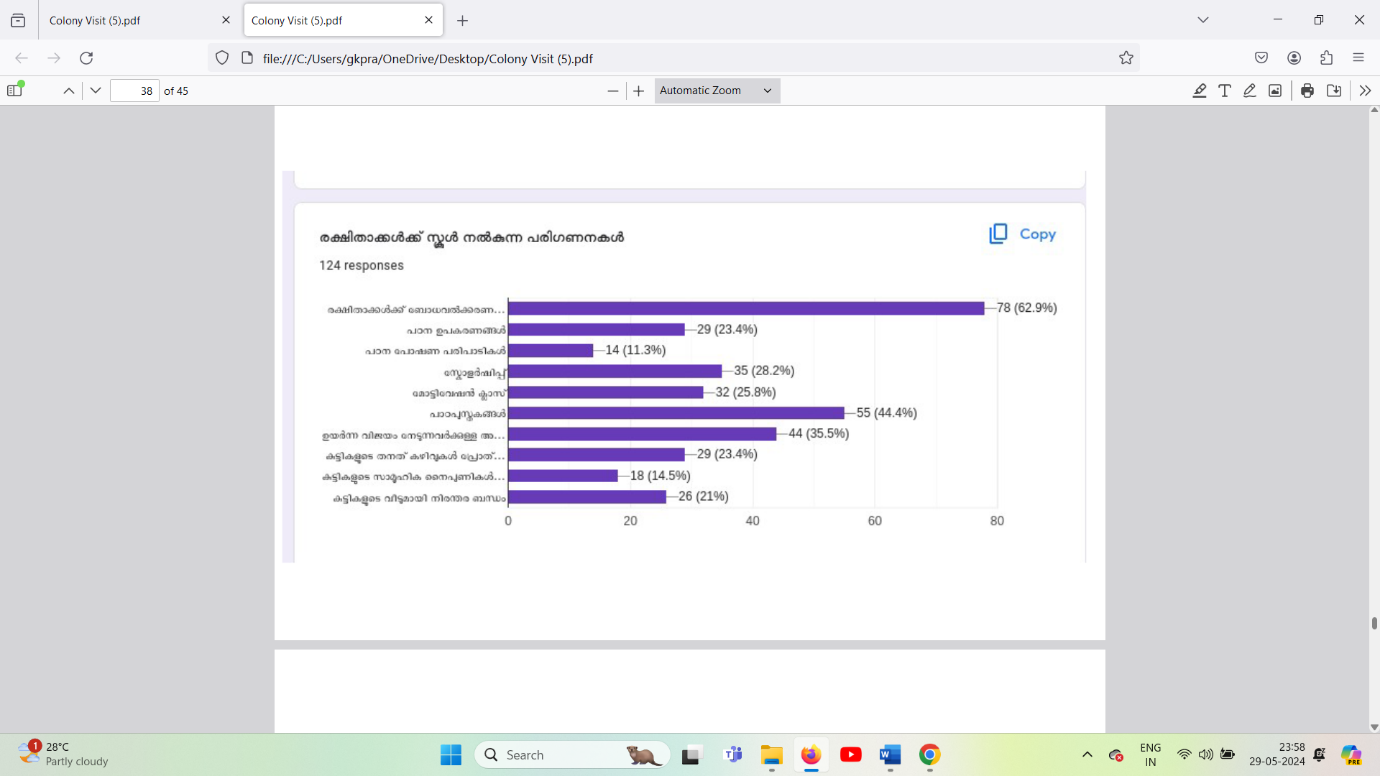 Colony Visit (5).pdf
Colony Visit (5).pdf
file:///C:/Users/gkpra/OneDrive/Desktop/Colony Visit (5).pdf
38 of 45
Automatic Zoom
രക്ഷിതാക്കൾക്ക് സ്കൂൾ നൽകുന്ന പരിഗണനകൾ
Copy
124 responses
രക്ഷിതാക്കൾക്ക് ബോധവൽക്കരണ... 78 (62.9%)
പഠന ഉപകരണങ്ങൾ 29 (23.4%)
പഠന പോഷണ പരിപാടികൾ 14 (11.3%)
സ്കോളർഷിപ്പ് 35 (28.2%)
മോട്ടിവേഷൻ ക്ലാസ് 32 (25.8%)
പാഠപുസ്തകങ്ങൾ 55 (44.4%)
ഉയർന്ന വിജയം നേടുന്നവർക്കുള്ള അ... 44 (35.5%)
കുട്ടികളുടെ തനത് കഴിവുകൾ പ്രോത്... 29 (23.4%)
കുട്ടികളുടെ സാമൂഹിക നൈപുണികൾ... 18 (14.5%)
കുട്ടികളുടെ വീടുമായി നിരന്തര ബന്ധം 26 (21%)
0 20 40 60 80
1
28°C
Partly cloudy
Search
ENG
IN
23:58
29-05-2024
PRE